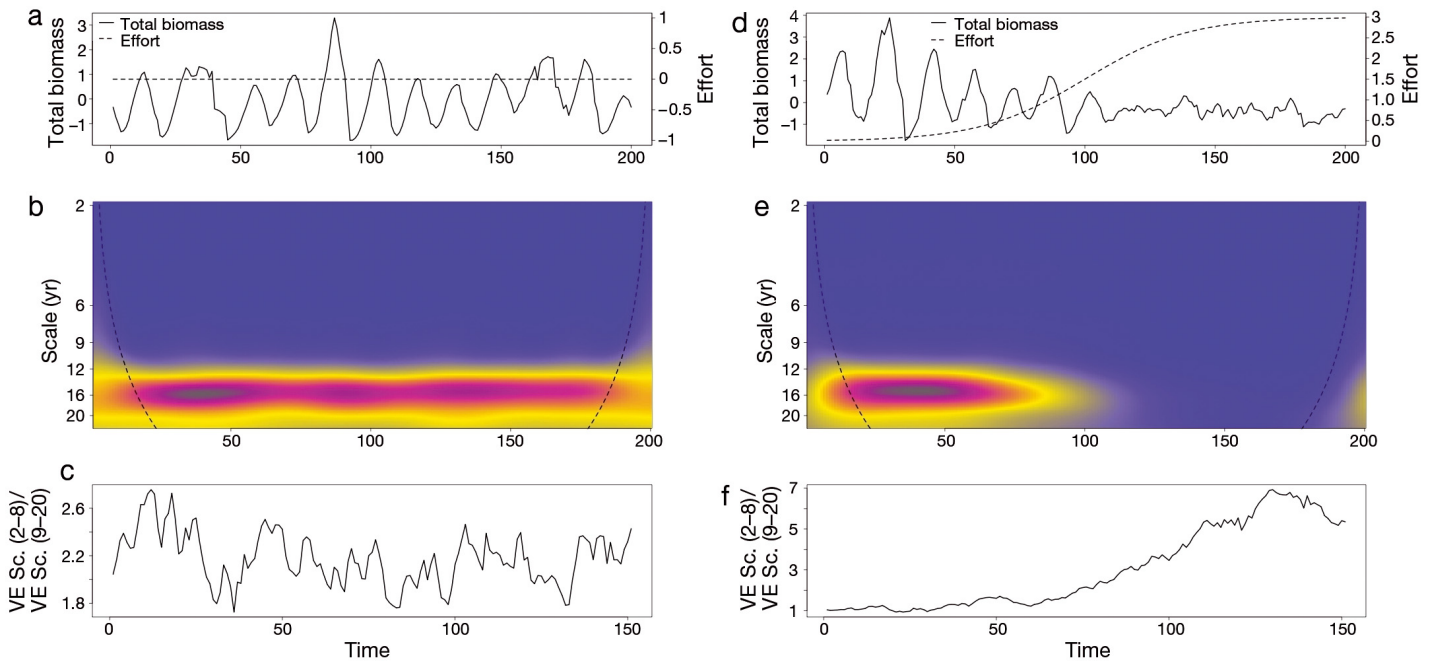 a
Total biomass
Effort
Total biomass
3
2
1
0
−1
1
0.5
0
−0.5
−1
Effort
0 50 100 150 200
d
Total biomass
Effort
Total biomass
4
3
2
1
0
−1
3
2.5
2
1.5
1.0
0.5
0
Effort
0 50 100 150 200
b
Scale (yr)
2
6
9
12
16
20
50 100 150 200
e
Scale (yr)
2
6
9
12
16
20
50 100 150 200
c
VE Sc. (2–8)/
VE Sc. (9–20)
2.6
2.2
1.8
0 50 100 150
Time
f
VE Sc. (2–8)/
VE Sc. (9–20)
7
5
3
1
0 50 100 150
Time